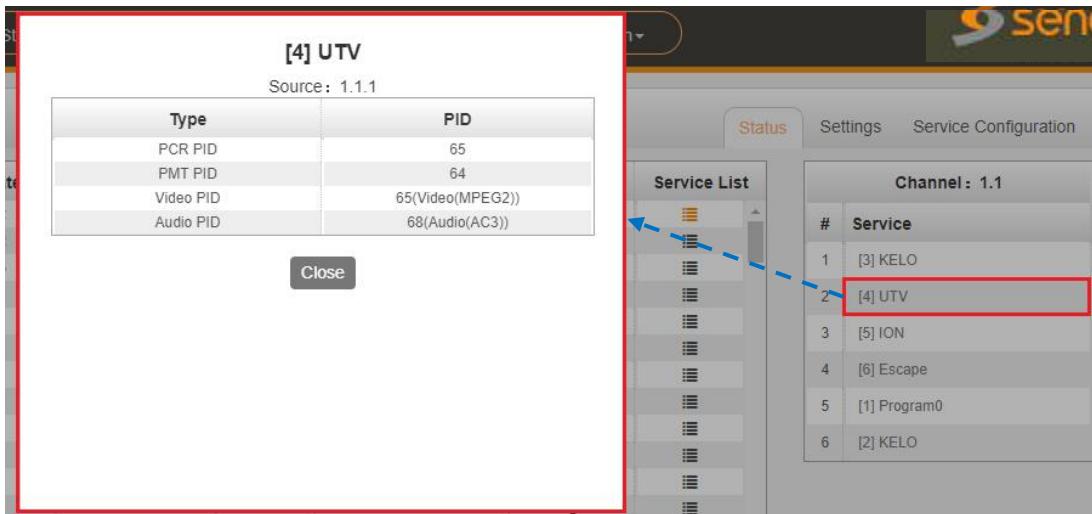 [4] UTV
Source：1.1.1
Type PID
PCR PID 65
PMT PID 64
Video PID 65(Video(MPEG2))
Audio PID 68(Audio(AC3))
Close
Status Settings Service Configuration
Service List
Channel：1.1
# Service
1 [3] KELO
2 [4] UTV
3 [5] ION
4 [6] Escape
5 [1] Program0
6 [2] KELO